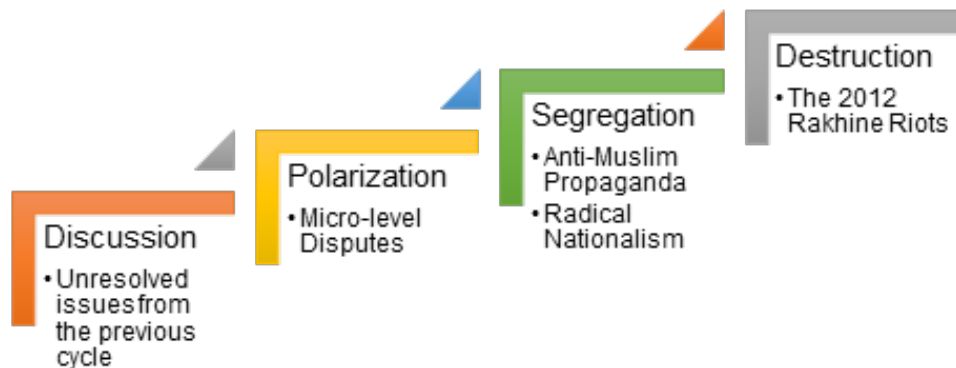 Discussion
•Unresolved
issues from
the previous
cycle
Polarization
•Micro-level
Disputes
Segregation
•Anti-Muslim
Propaganda
•Radical
Nationalism
Destruction
•The 2012
Rakhine Riots